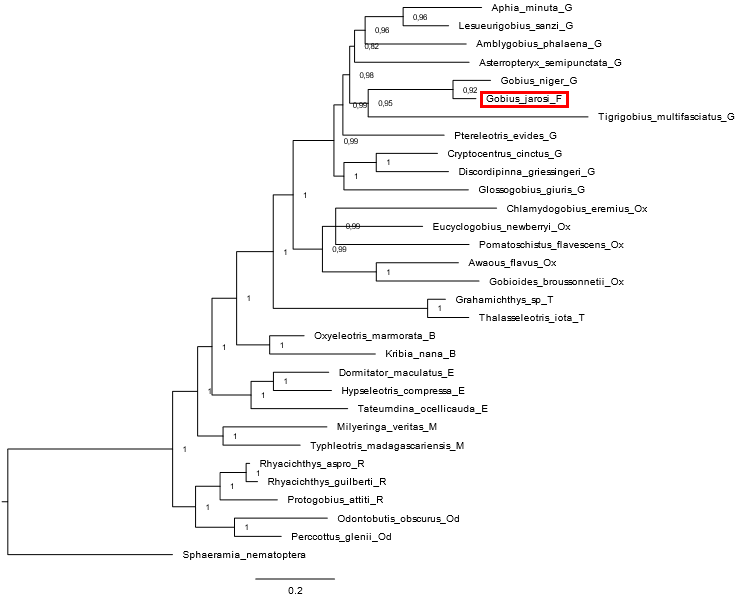 Aphia_minuta_G
0,96
Lesueurigobius_sanzi_G
0,96
Amblygobius_phalaena_G
0,82
Asterropteryx_semipunctata_G
0,98
Gobius_niger_G
0,92
Gobius_jarosi_F
0,99
0,95
Tigrigobius_multifasciatus_G
Ptereleotris_evides_G
0,99
Cryptocentrus_cinctus_G
1
Discordipinna_griessingeri_G
1
Glossogobius_giuris_G
1
Chlamydogobius_eremius_Ox
0,99
Eucyclogobius_newberryi_Ox
Pomatoschistus_flavescens_Ox
0,99
1
Awaous_flavus_Ox
1
Gobioides_broussonnetii_Ox
1
Grahamichthys_sp_T
1
Thalasseleotris_iota_T
Oxyeleotris_marmorata_B
1
1
Kribia_nana_B
Dormitator_maculatus_E
1
1
Hypseleotris_compressa_E
1
Tateurndina_ocellicauda_E
Milyeringa_veritas_M
1
Typhleotris_madagascariensis_M
1
Rhyacichthys_aspro_R
1
Rhyacichthys_guilberti_R
1
Protogobius_attiti_R
1
Odontobutis_obscurus_Od
1
Perccottus_glenii_Od
Sphaeramia_nematoptera
0.2